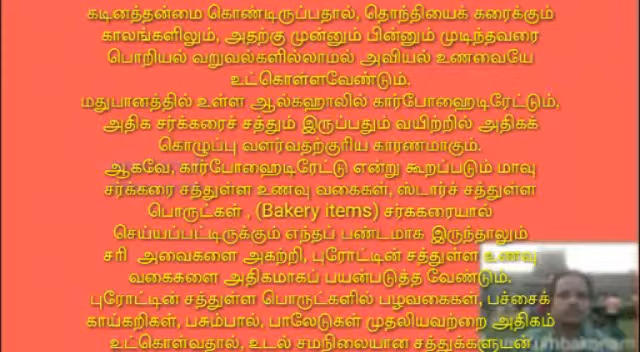 கடினத்தன்மை கொண்டிருப்பதால், தொந்தியைக் கரைக்கும்
காலங்களிலும், அதற்கு முன்னும் பின்னும் முடிந்தவரை
பொறியல் வறுவல்களில்லாமல் அவியல் உணவையே
உட்கொள்ளவேண்டும்.
மதுபானத்தில் உள்ள ஆல்கஹாலில் கார்போஹைடிரேட்டும்,
அதிக சர்க்கரைச் சத்தும் இருப்பதும் வயிற்றில் அதிகக்
கொழுப்பு வளர்வதற்குரிய காரணமாகும்.
ஆகவே, கார்போஹைடிரேட்டு என்று கூறப்படும் மாவு
சர்க்கரை சத்துள்ள உணவு வகைகள், ஸ்டார்ச் சத்துள்ள
பொருட்கள் , (Bakery items) சர்ககரையால்
செய்யப்பட்டிருக்கும் எந்தப் பண்டமாக இருந்தாலும்
சரி அவைகளை அகற்றி, புரோட்டின் சத்துள்ள உணவு
வகைகளை அதிகமாகப் பயன்படுத்த வேண்டும்.
புரோட்டின் சத்துள்ள பொருட்களில் பழவகைகள், பச்சைக்
காய்கறிகள், பசும்பால், பாலேடுகள் முதலியவற்றை அதிகம்
உட்கொள்வதால், உடல் சமநிலையான சத்துக்களுடன்